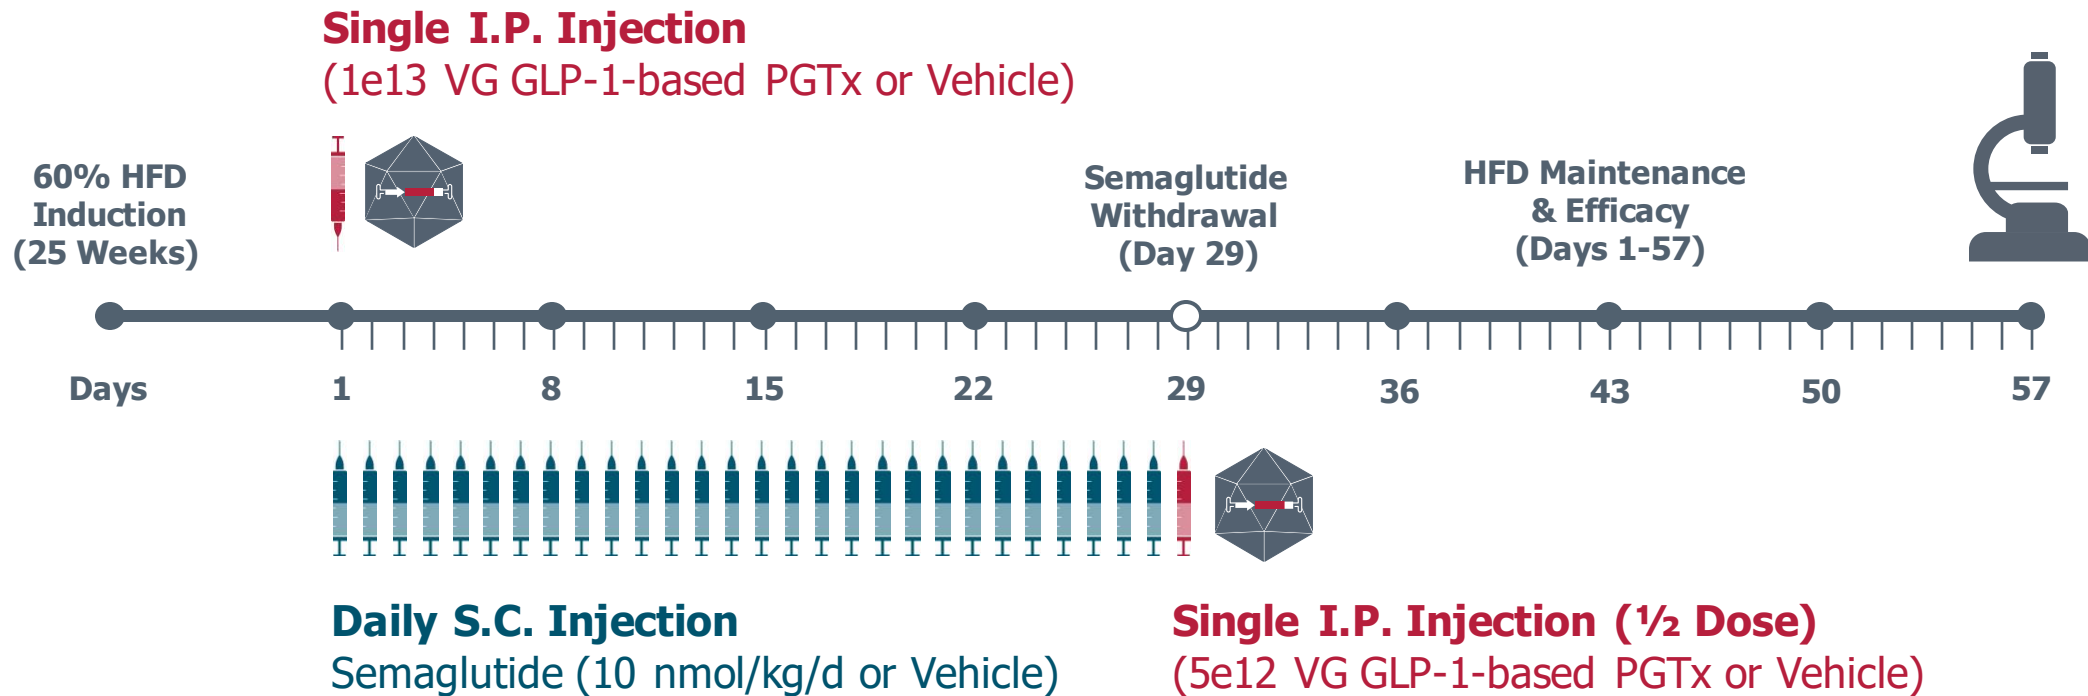 Single I.P. Injection
(1e13 VG GLP-1-based PGTx or Vehicle)
60% HFD
Induction
(25 Weeks)
Semaglutide
Withdrawal
(Day 29)
HFD Maintenance
& Efficacy
(Days 1-57)
Days 1 8 15 22 29 36 43 50 57
Daily S.C. Injection
Semaglutide (10 nmol/kg/d or Vehicle)
Single I.P. Injection (½ Dose)
(5e12 VG GLP-1-based PGTx or Vehicle)